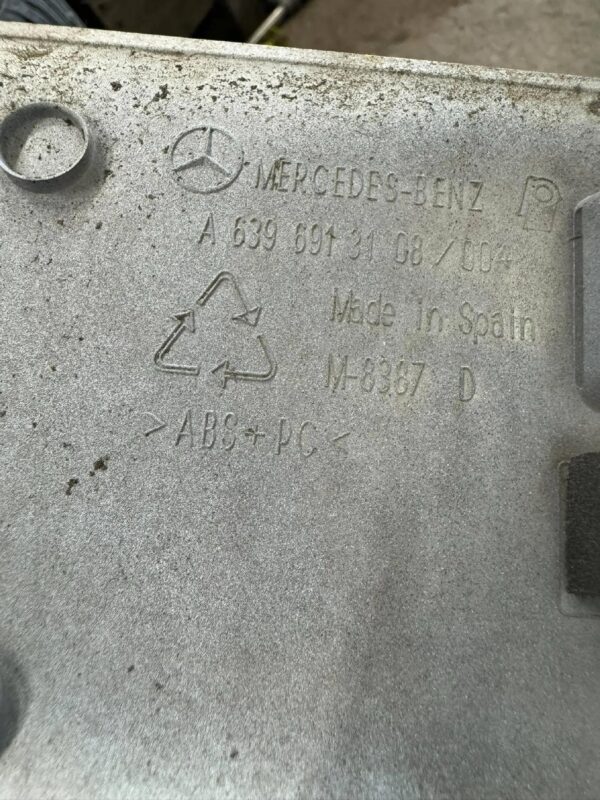 MERCEDES-BENZ
A 639 691 31 08 / 004
Made in Spain
M-8387 D
>ABS+PC<